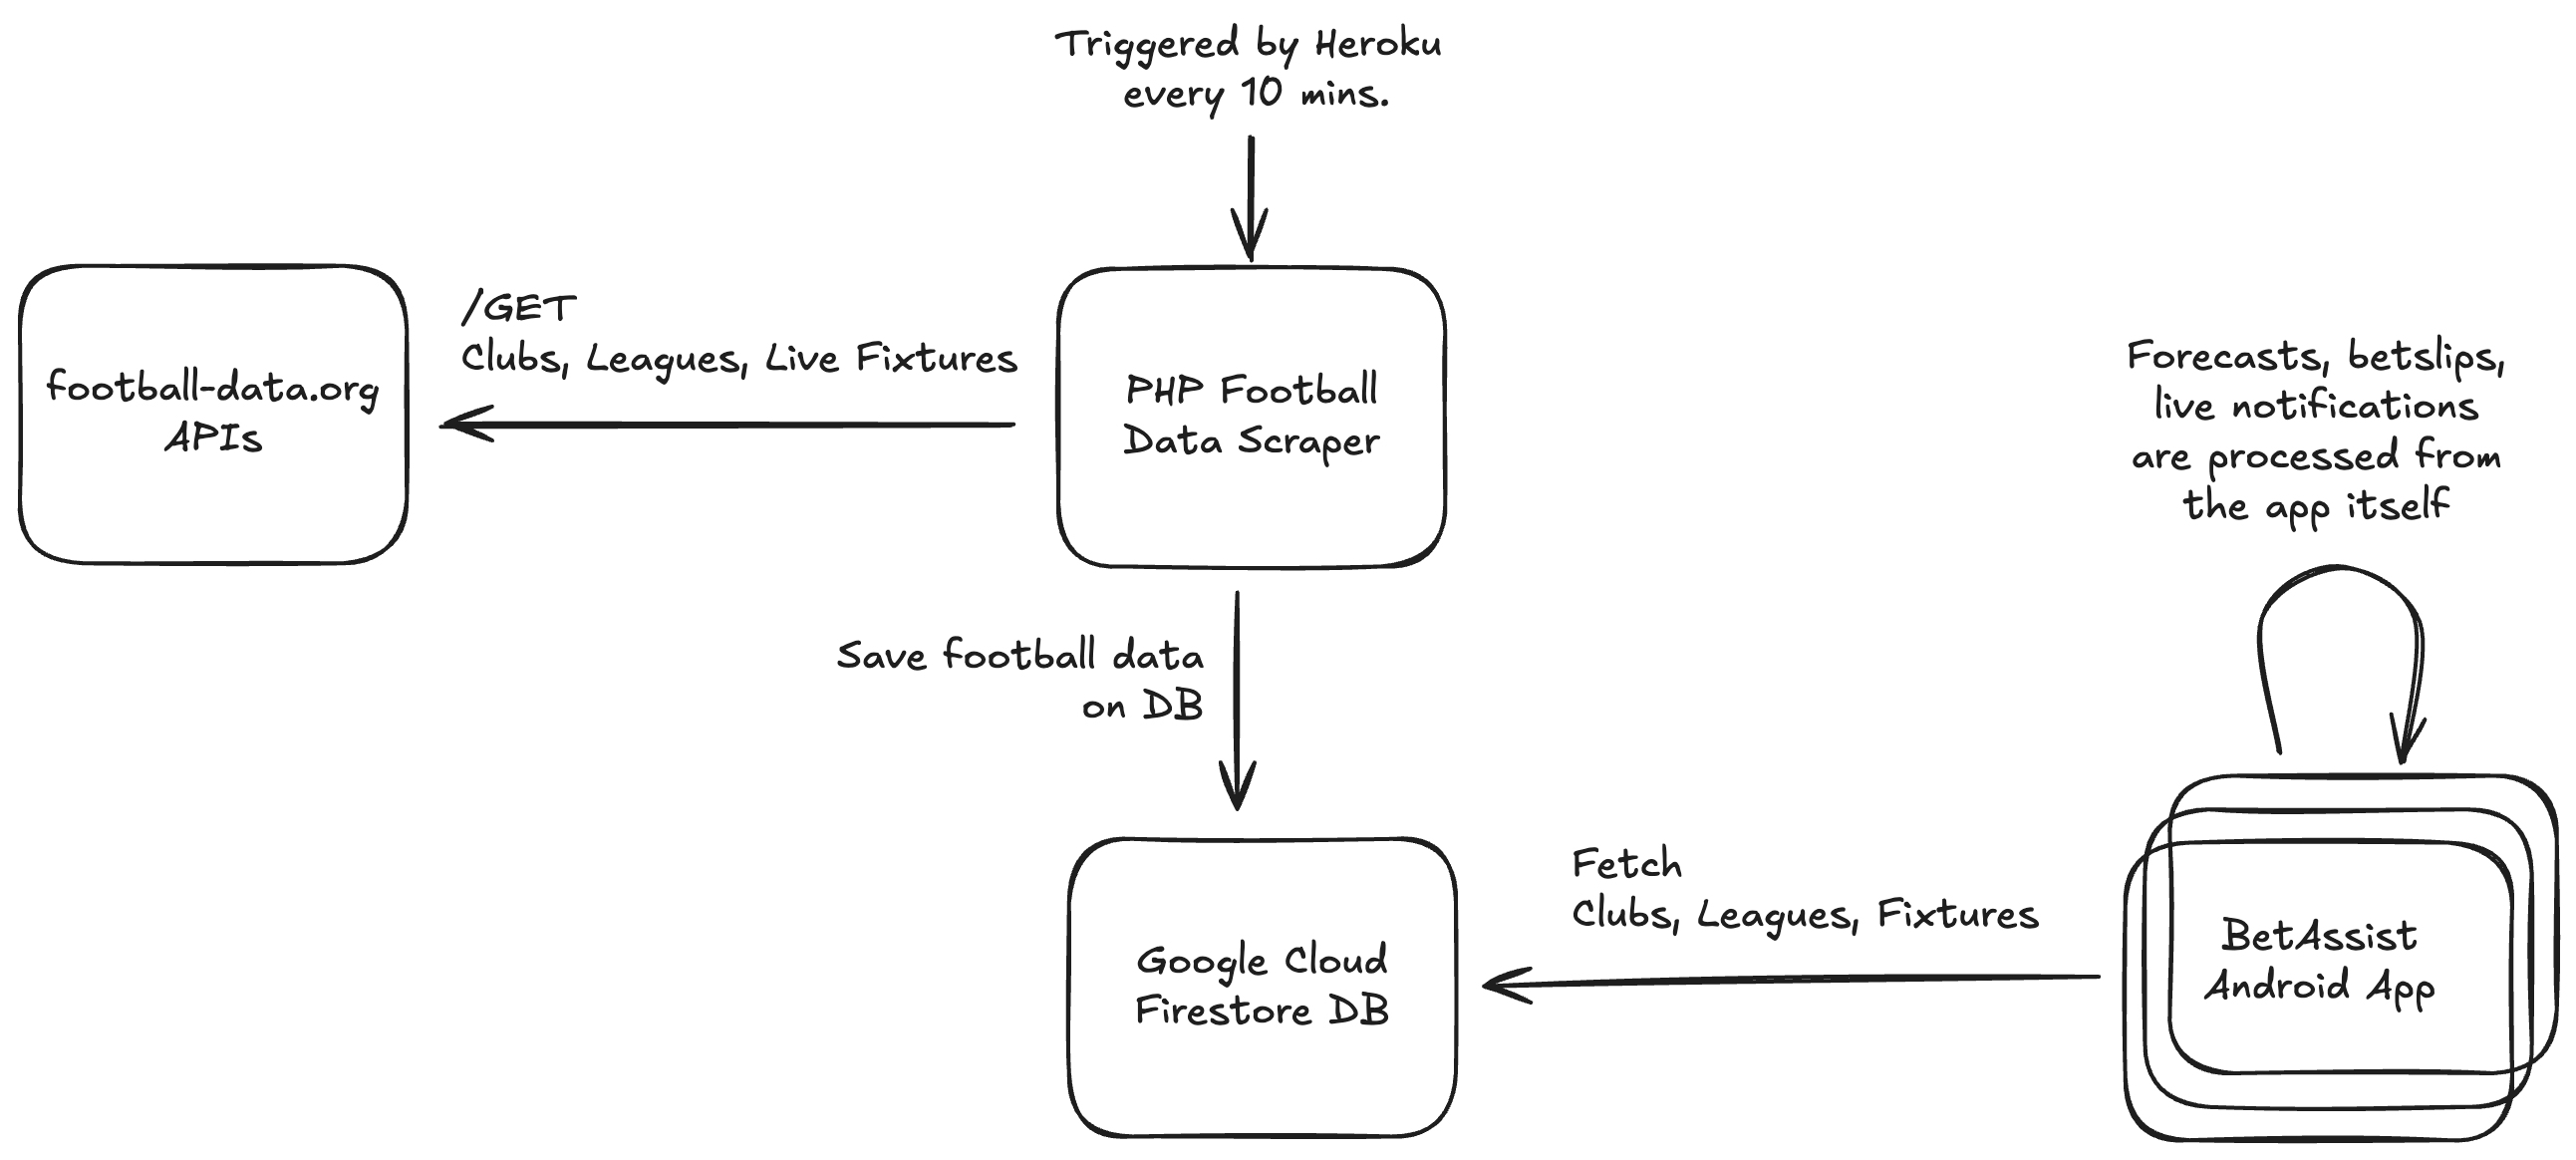 Triggered by Heroku
every 10 mins.
football-data.org
APIs
/GET
Clubs, Leagues, Live Fixtures
PHP Football
Data Scraper
Forecasts, betslips,
live notifications
are processed from
the app itself
Save football data
on DB
Google Cloud
Firestore DB
Fetch
Clubs, Leagues, Fixtures
BetAssist
Android App